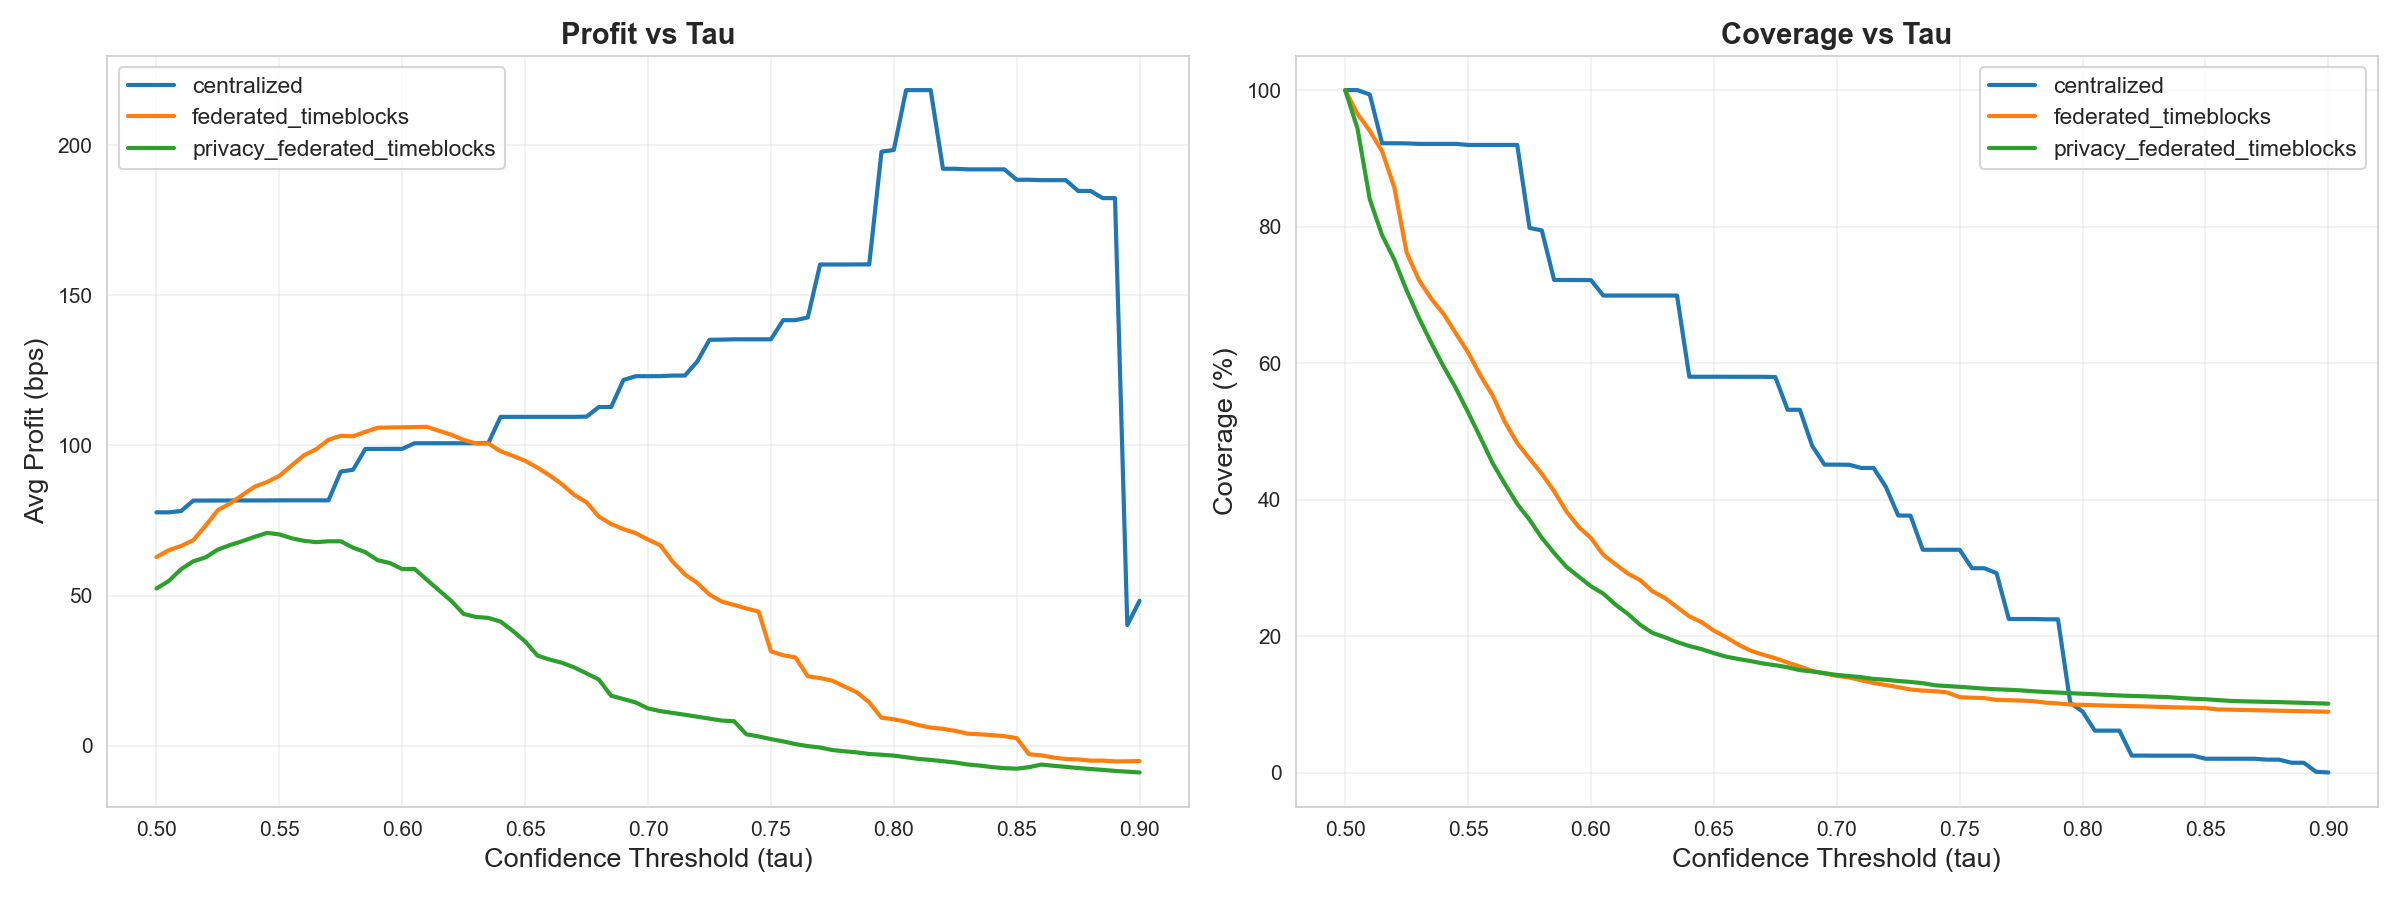 Profit vs Tau
centralized
federated_timeblocks
privacy_federated_timeblocks
Avg Profit (bps)
200
150
100
50
0
0.50 0.55 0.60 0.65 0.70 0.75 0.80 0.85 0.90
Confidence Threshold (tau)
Coverage vs Tau
centralized
federated_timeblocks
privacy_federated_timeblocks
Coverage (%)
100
80
60
40
20
0
0.50 0.55 0.60 0.65 0.70 0.75 0.80 0.85 0.90
Confidence Threshold (tau)